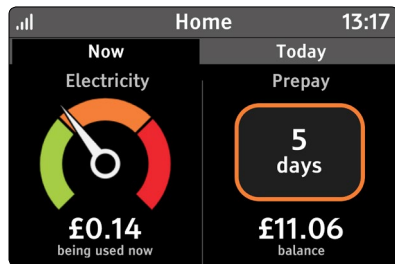 Home 13:17
Now Today
Electricity Prepay
5
days
£0.14 £11.06
being used now balance